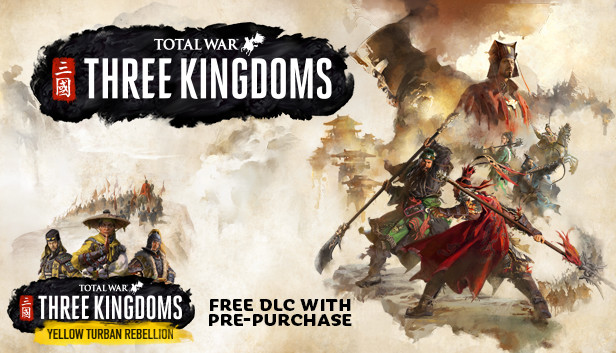 TOTAL WAR
三國
THREE KINGDOMS
TOTAL WAR
三國
THREE KINGDOMS
YELLOW TURBAN REBELLION
FREE DLC WITH
PRE-PURCHASE